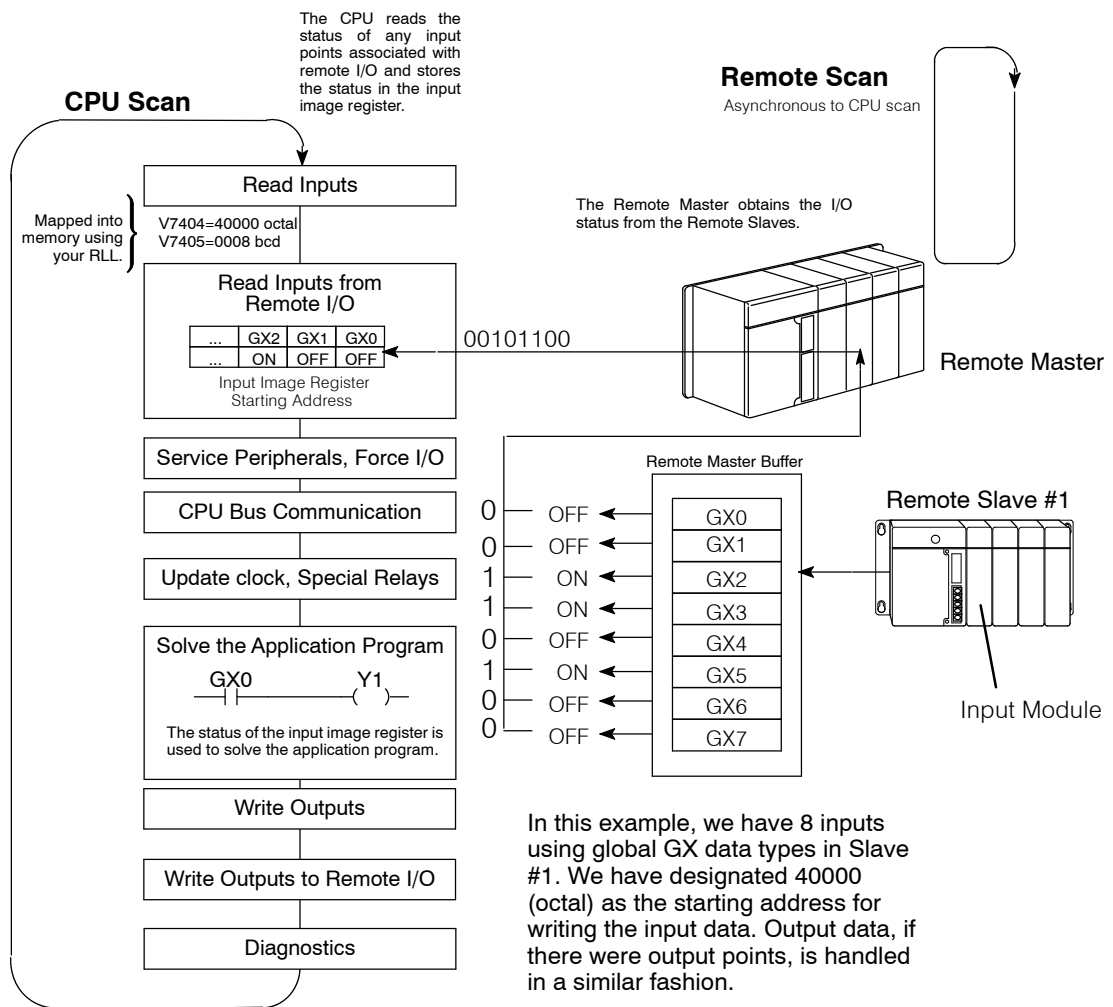 The CPU reads the
status of any input
points associated with
remote I/O and stores
the status in the input
image register.
CPU Scan
Remote Scan
Asynchronous to CPU scan
Read Inputs
Mapped into
memory using
your RLL.
V7404=40000 octal
V7405=0008 bcd
The Remote Master obtains the I/O
status from the Remote Slaves.
Read Inputs from
Remote I/O
... GX2 GX1 GX0
... ON OFF OFF
Input Image Register
Starting Address
00101100
Remote Master
Service Peripherals, Force I/O
CPU Bus Communication
Update clock, Special Relays
Solve the Application Program
GX0 Y1
The status of the input image register is
used to solve the application program.
Write Outputs
Write Outputs to Remote I/O
Diagnostics
Remote Master Buffer
0 OFF GX0
0 OFF GX1
1 ON GX2
1 ON GX3
0 OFF GX4
1 ON GX5
0 OFF GX6
0 OFF GX7
Remote Slave #1
Input Module
In this example, we have 8 inputs
using global GX data types in Slave
#1. We have designated 40000
(octal) as the starting address for
writing the input data. Output data, if
there were output points, is handled
in a similar fashion.